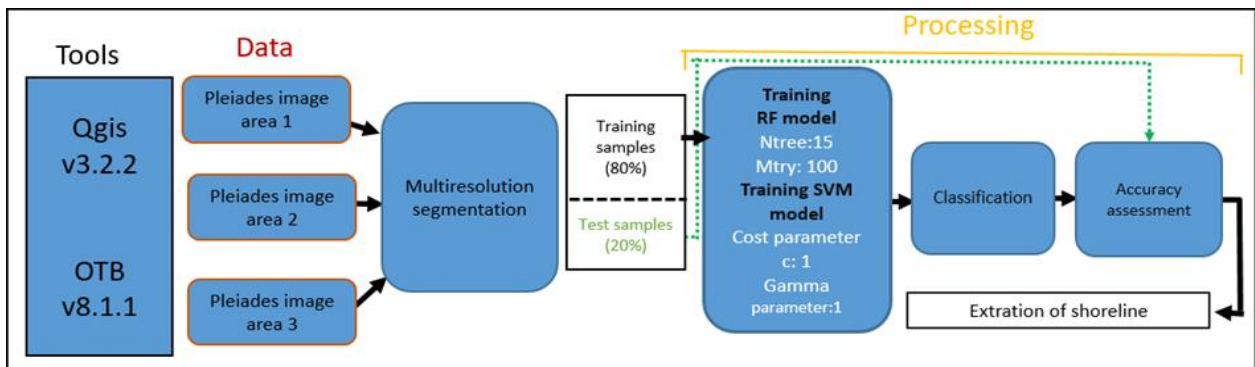 Processing
Tools
Data
Qgis
v3.2.2
OTB
v8.1.1
Pleiades image
area 1
Pleiades image
area 2
Pleiades image
area 3
Multiresolution
segmentation
Training
samples
(80%)
Test samples
(20%)
Training
RF model
Ntree:15
Mtry: 100
Training SVM
model
Cost parameter
c: 1
Gamma
parameter:1
Classification
Accuracy
assessment
Extration of shoreline